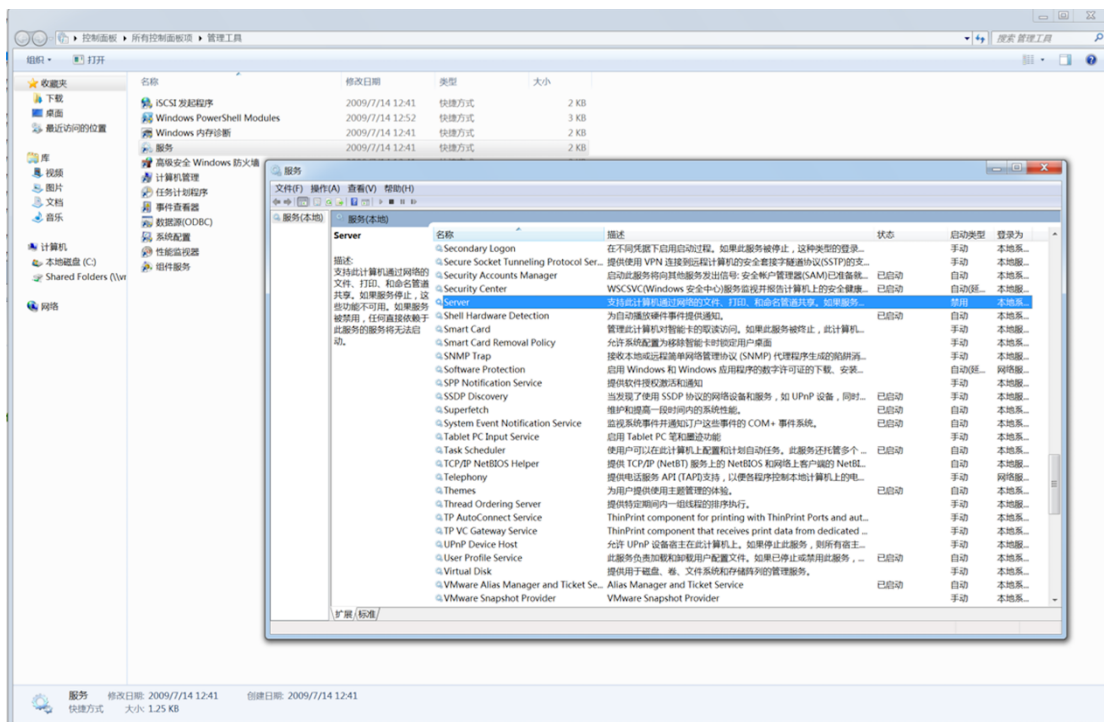 控制面板 ▸ 所有控制面板项 ▸ 管理工具
搜索 管理工具
组织 打开
名称 修改日期 类型 大小
收藏夹
下载
桌面
最近访问的位置
库
视频
图片
文档
音乐
计算机
本地磁盘 (C:)
Shared Folders (\\vr
网络
iSCSI 发起程序 2009/7/14 12:41 快捷方式 2 KB
Windows PowerShell Modules 2009/7/14 12:52 快捷方式 3 KB
Windows 内存诊断 2009/7/14 12:41 快捷方式 2 KB
服务 2009/7/14 12:41 快捷方式 2 KB
高级安全 Windows 防火墙
计算机管理
任务计划程序
事件查看器
数据源(ODBC)
系统配置
性能监视器
组件服务
服务
文件(F) 操作(A) 查看(V) 帮助(H)
服务(本地)
服务(本地)
Server
描述:
支持此计算机通过网络的
文件、打印、和命名管道
共享。如果服务停止，这
些功能不可用。如果服务
被禁用，任何直接依赖于
此服务的服务将无法启
动。
名称 描述 状态 启动类型 登录为
Secondary Logon 在不同凭据下启用启动过程。如果此服务被停止，这种类型的登录... 手动 本地系...
Secure Socket Tunneling Protocol Ser... 提供使用 VPN 连接到远程计算机的安全套接字隧道协议(SSTP)的支... 手动 本地服...
Security Accounts Manager 启动此服务将向其他服务发出信号: 安全帐户管理器(SAM)已准备就... 已启动 自动 本地系...
Security Center WSCSVC(Windows 安全中心)服务监视并报告计算机上的安全健康... 已启动 自动(延... 本地服...
Server 支持此计算机通过网络的文件、打印、和命名管道共享。如果服务... 禁用 本地系...
Shell Hardware Detection 为自动播放硬件事件提供通知。 已启动 自动 本地系...
Smart Card 管理此计算机对智能卡的取读访问。如果此服务被终止，此计算机... 手动 本地服...
Smart Card Removal Policy 允许系统配置为移除智能卡时锁定用户桌面 手动 本地系...
SNMP Trap 接收本地或远程简单网络管理协议 (SNMP) 代理程序生成的陷阱消... 手动 本地服...
Software Protection 启用 Windows 和 Windows 应用程序的数字许可证的下载、安装... 自动(延... 网络服...
SPP Notification Service 提供软件授权激活和通知 手动 本地服...
SSDP Discovery 当发现了使用 SSDP 协议的网络设备和服务，如 UPnP 设备，同时... 已启动 手动 本地服...
Superfetch 维护和提高一段时间内的系统性能。 已启动 自动 本地系...
System Event Notification Service 监视系统事件并通知订户这些事件的 COM+ 事件系统。 已启动 自动 本地系...
Tablet PC Input Service 启用 Tablet PC 笔和墨迹功能 手动 本地系...
Task Scheduler 使用户可以在此计算机上配置和计划自动任务。此服务还托管多个 ... 已启动 自动 本地系...
TCP/IP NetBIOS Helper 提供 TCP/IP (NetBT) 服务上的 NetBIOS 和网络上客户端的 NetBI... 自动 本地服...
Telephony 提供电话服务 API (TAPI)支持，以便各程序控制本地计算机上的电... 手动 网络服...
Themes 为用户提供使用主题管理的体验。 已启动 自动 本地系...
Thread Ordering Server 提供特定期间内一组线程的排序执行。 手动 本地服...
TP AutoConnect Service ThinPrint component for printing with ThinPrint Ports and aut... 手动 本地系...
TP VC Gateway Service ThinPrint component that receives print data from dedicated ... 手动 本地系...
UPnP Device Host 允许 UPnP 设备宿主在此计算机上。如果停止此服务，则所有宿主... 手动 本地服...
User Profile Service 此服务负责加载和卸载用户配置文件。如果已停止或禁用此服务，... 已启动 自动 本地系...
Virtual Disk 提供用于磁盘、卷、文件系统和存储阵列的管理服务。 手动 本地系...
VMware Alias Manager and Ticket Se... Alias Manager and Ticket Service 已启动 自动 本地系...
VMware Snapshot Provider VMware Snapshot Provider 手动 本地系...
扩展 标准
服务 修改日期: 2009/7/14 12:41 创建日期: 2009/7/14 12:41
快捷方式 大小: 1.25 KB